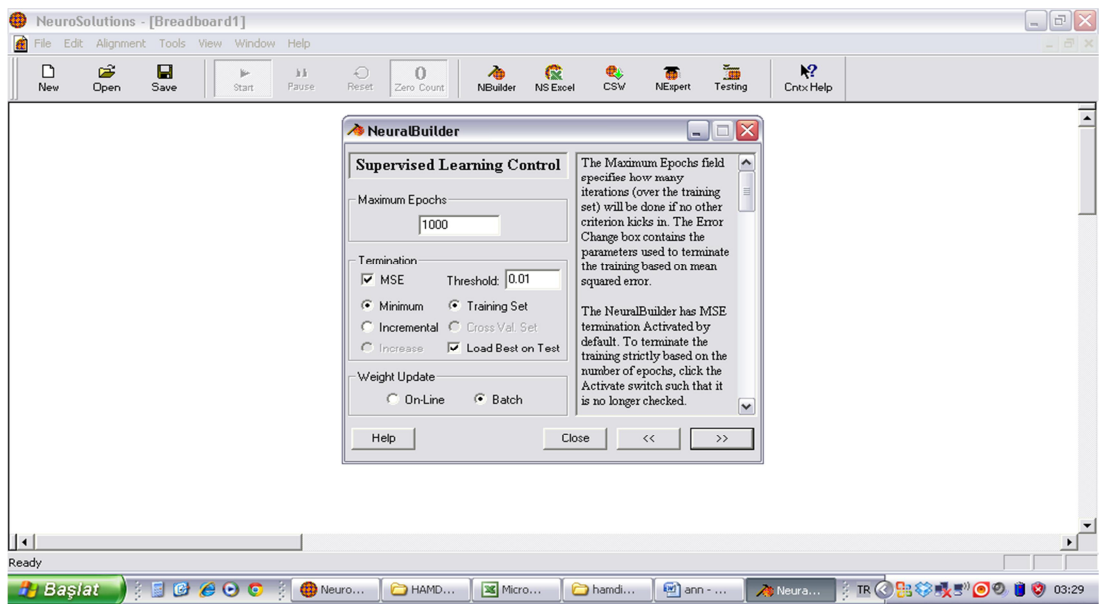 NeuroSolutions - [Breadboard1]
File Edit Alignment Tools View Window Help
New Open Save Start Pause Reset 0 Zero Count NBuilder NS Excel CSW NExpert Testing Cntx Help
NeuralBuilder
Supervised Learning Control
Maximum Epochs
1000
Termination
MSE Threshold: 0.01
Minimum Training Set
Incremental Cross Val. Set
Increase Load Best on Test
Weight Update
On-Line Batch
The Maximum Epochs field
specifies how many
iterations (over the training
set) will be done if no other
criterion kicks in. The Error
Change box contains the
parameters used to terminate
the training based on mean
squared error.
The NeuralBuilder has MSE
termination Activated by
default. To terminate the
training strictly based on the
number of epochs, click the
Activate switch such that it
is no longer checked.
Help Close << >>
Ready
Başlat Neuro... HAMD... Micro... hamdi... ann - ... Neura... TR 03:29